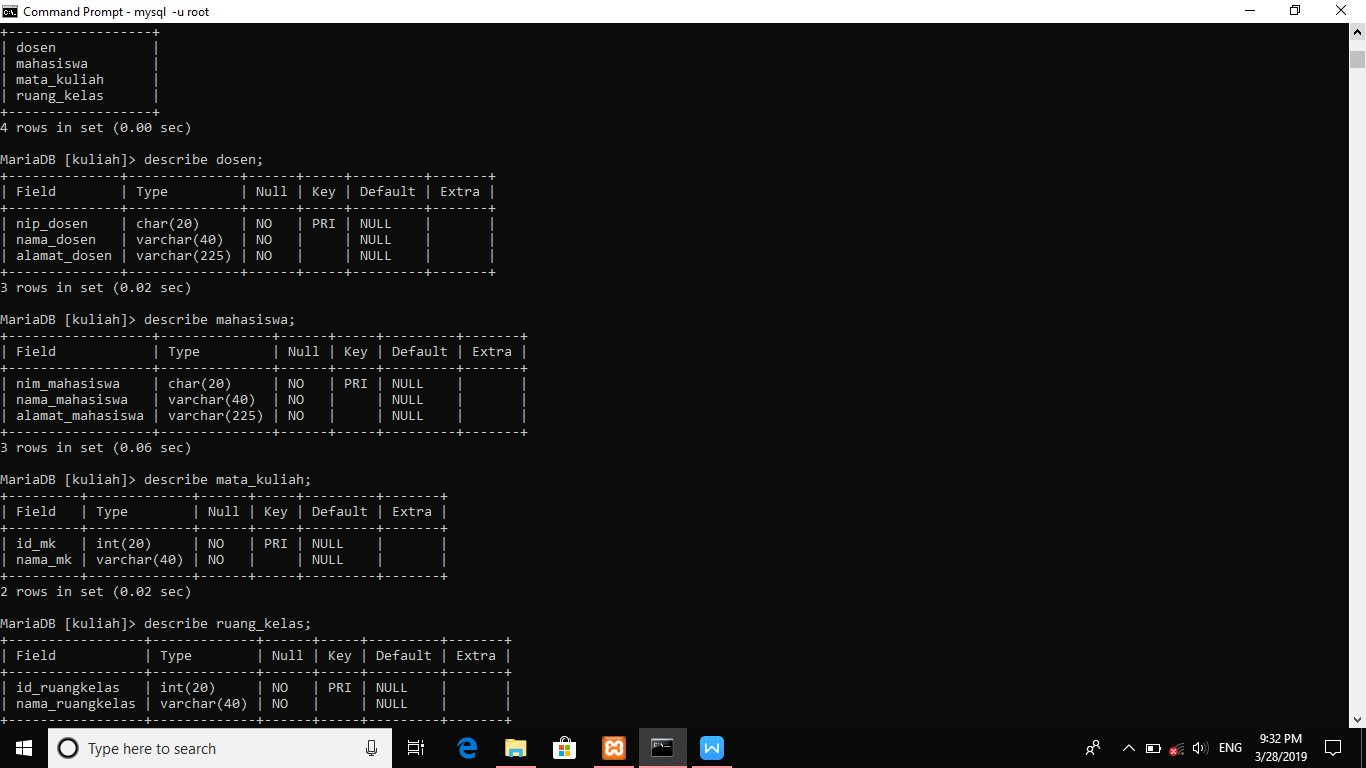 Command Prompt - mysql  -u root
+------------------+
| dosen            |
| mahasiswa        |
| mata_kuliah      |
| ruang_kelas      |
+------------------+
4 rows in set (0.00 sec)

MariaDB [kuliah]> describe dosen;
+--------------+--------------+------+-----+---------+-------+
| Field        | Type         | Null | Key | Default | Extra |
+--------------+--------------+------+-----+---------+-------+
| nip_dosen    | char(20)     | NO   | PRI | NULL    |       |
| nama_dosen   | varchar(40)  | NO   |     | NULL    |       |
| alamat_dosen | varchar(225) | NO   |     | NULL    |       |
+--------------+--------------+------+-----+---------+-------+
3 rows in set (0.02 sec)

MariaDB [kuliah]> describe mahasiswa;
+------------------+--------------+------+-----+---------+-------+
| Field            | Type         | Null | Key | Default | Extra |
+------------------+--------------+------+-----+---------+-------+
| nim_mahasiswa    | char(20)     | NO   | PRI | NULL    |       |
| nama_mahasiswa   | varchar(40)  | NO   |     | NULL    |       |
| alamat_mahasiswa | varchar(225) | NO   |     | NULL    |       |
+------------------+--------------+------+-----+---------+-------+
3 rows in set (0.06 sec)

MariaDB [kuliah]> describe mata_kuliah;
+---------+-------------+------+-----+---------+-------+
| Field   | Type        | Null | Key | Default | Extra |
+---------+-------------+------+-----+---------+-------+
| id_mk   | int(20)     | NO   | PRI | NULL    |       |
| nama_mk | varchar(40) | NO   |     | NULL    |       |
+---------+-------------+------+-----+---------+-------+
2 rows in set (0.02 sec)

MariaDB [kuliah]> describe ruang_kelas;
+-----------------+-------------+------+-----+---------+-------+
| Field           | Type        | Null | Key | Default | Extra |
+-----------------+-------------+------+-----+---------+-------+
| id_ruangkelas   | int(20)     | NO   | PRI | NULL    |       |
| nama_ruangkelas | varchar(40) | NO   |     | NULL    |       |
+-----------------+-------------+------+-----+---------+-------+
Type here to search
ENG
9:32 PM
3/28/2019